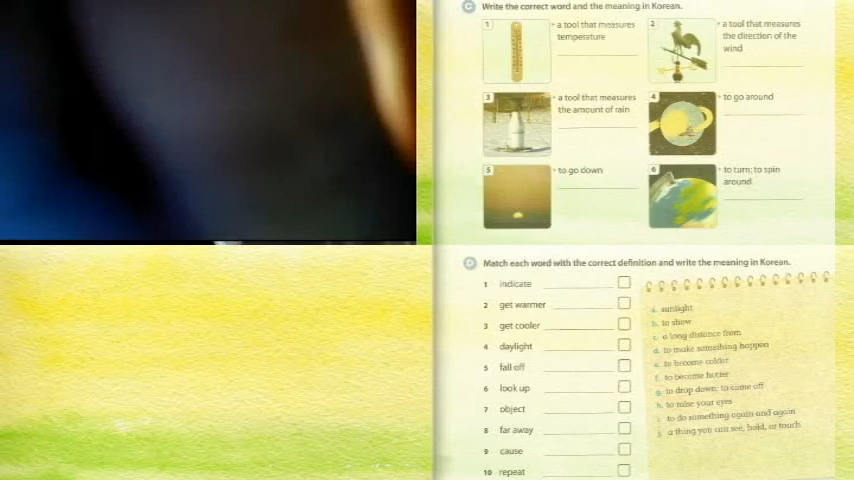 C Write the correct word and the meaning in Korean.
1 a tool that measures
temperature
2 a tool that measures
the direction of the
wind
3 a tool that measures
the amount of rain
4 to go around
5 to go down
6 to turn; to spin
around
D Match each word with the correct definition and write the meaning in Korean.
1 indicate
2 get warmer
3 get cooler
4 daylight
5 fall off
6 look up
7 object
8 far away
9 cause
10 repeat
a. sunlight
b. to show
c. a long distance from
d. to make something happen
e. to become colder
f. to become hotter
g. to drop down; to come off
h. to raise your eyes
i. to do something again and again
j. a thing you can see, hold, or touch